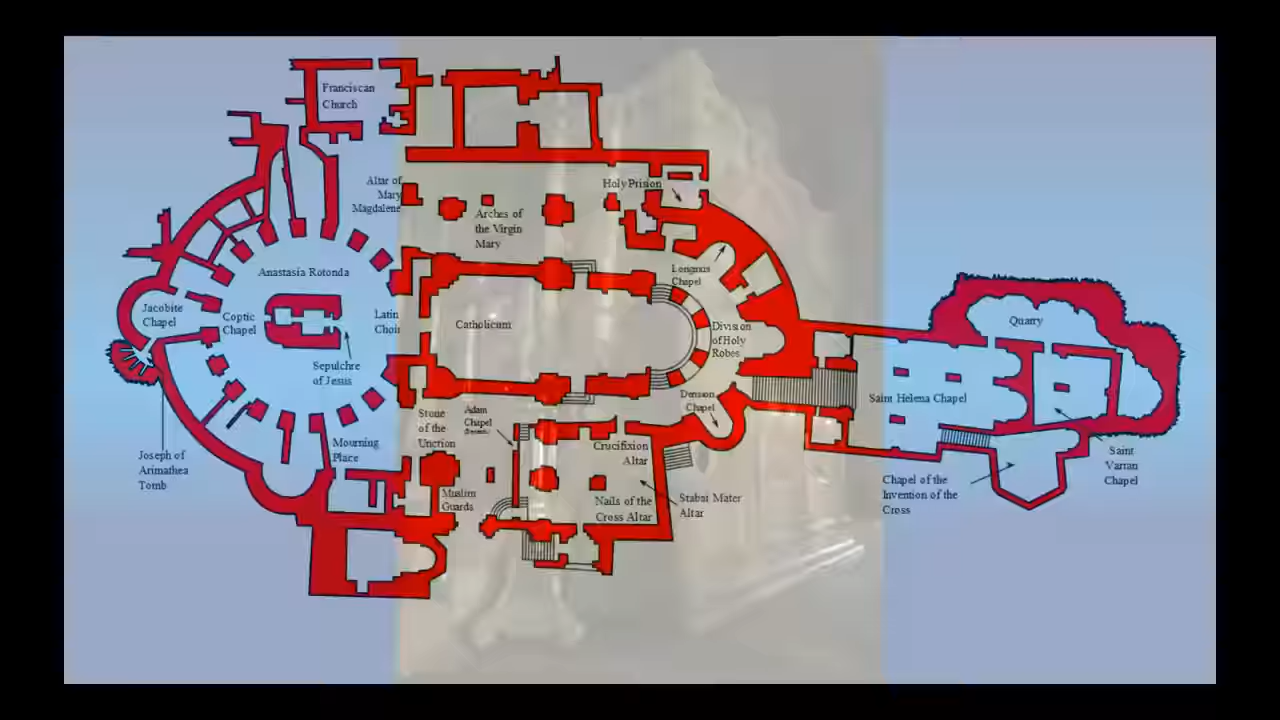 Franciscan
Church
Altar of
Mary
Magdalene
Holy Prision
Arches of
the Virgin
Mary
Anastasia Rotonda
Longinus
Chapel
Jacobite
Chapel
Coptic
Chapel
Latin
Choir
Catholicum
Division
of Holy
Robes
Quarry
Sepulchre
of Jesus
Saint Helena Chapel
Stone
of the
Unction
Adam
Chapel
Chapel
Mourning
Place
Crucifixion
Altar
Joseph of
Arimathea
Tomb
Muslim
Guards
Nails of the
Cross Altar
Stabat Mater
Altar
Chapel of the
Invention of the
Cross
Saint
Vartan
Chapel